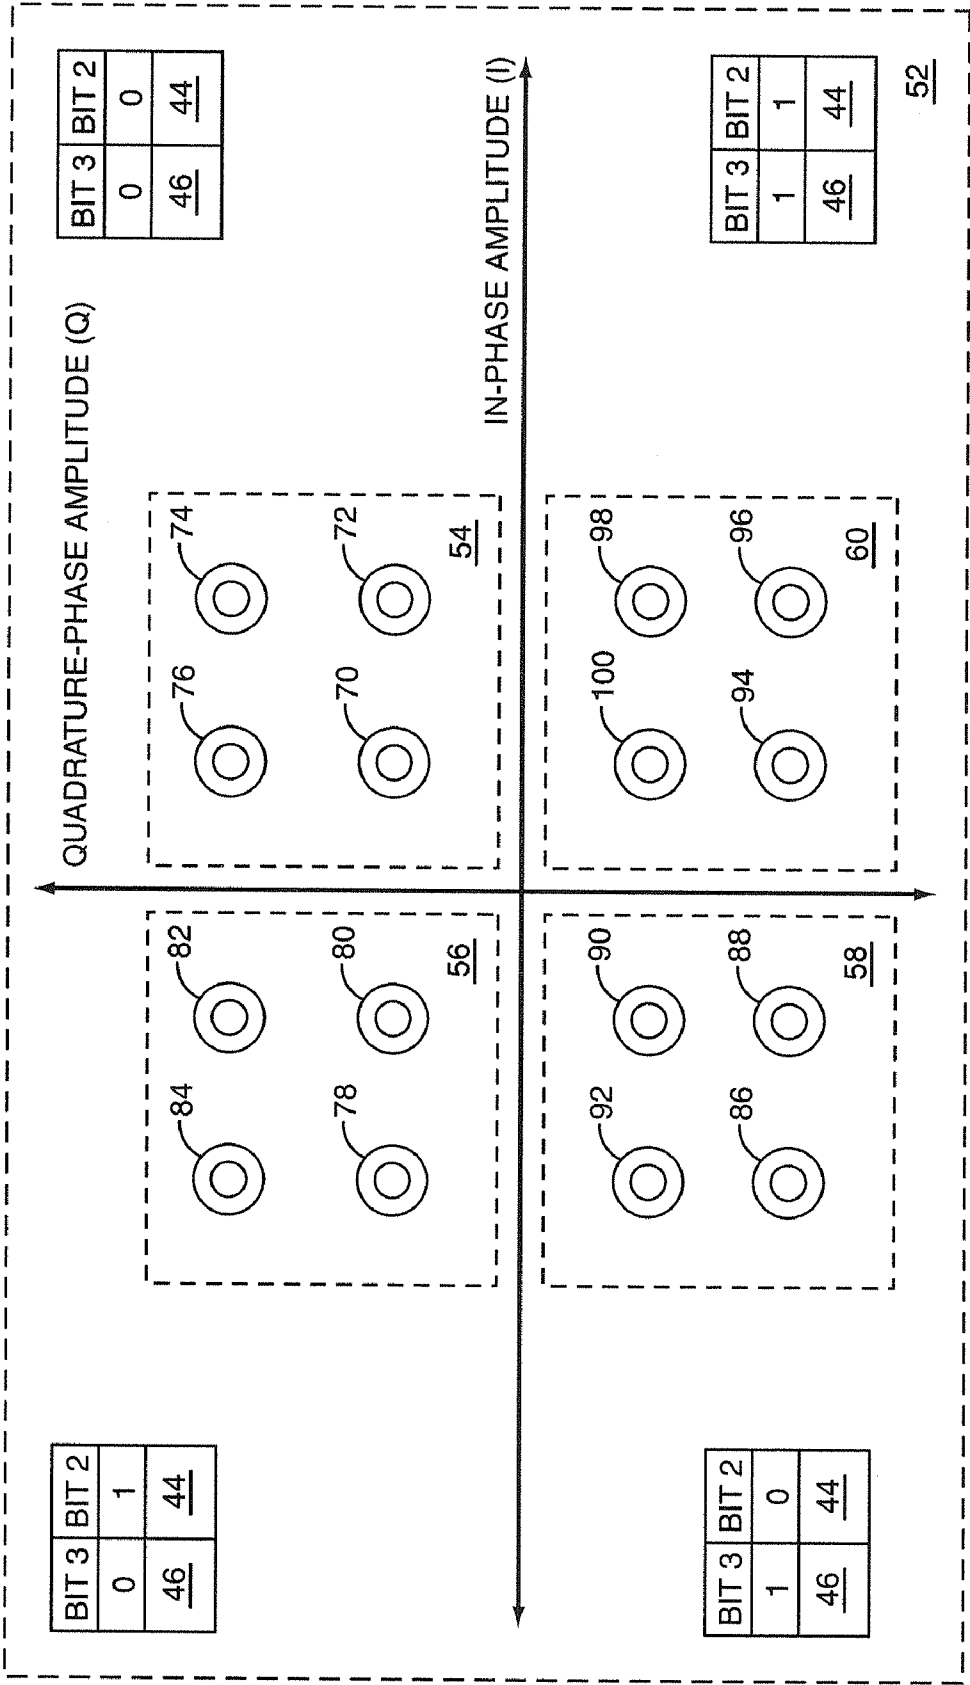 BIT 3 BIT 2
0 1
46 44
QUADRATURE-PHASE AMPLITUDE (Q)
BIT 3 BIT 2
0 0
46 44
84 82 76 74
78 80 70 72
56 54
IN-PHASE AMPLITUDE (I)
92 90 100 98
86 88 94 96
58 60
BIT 3 BIT 2
1 0
46 44
BIT 3 BIT 2
1 1
46 44
52